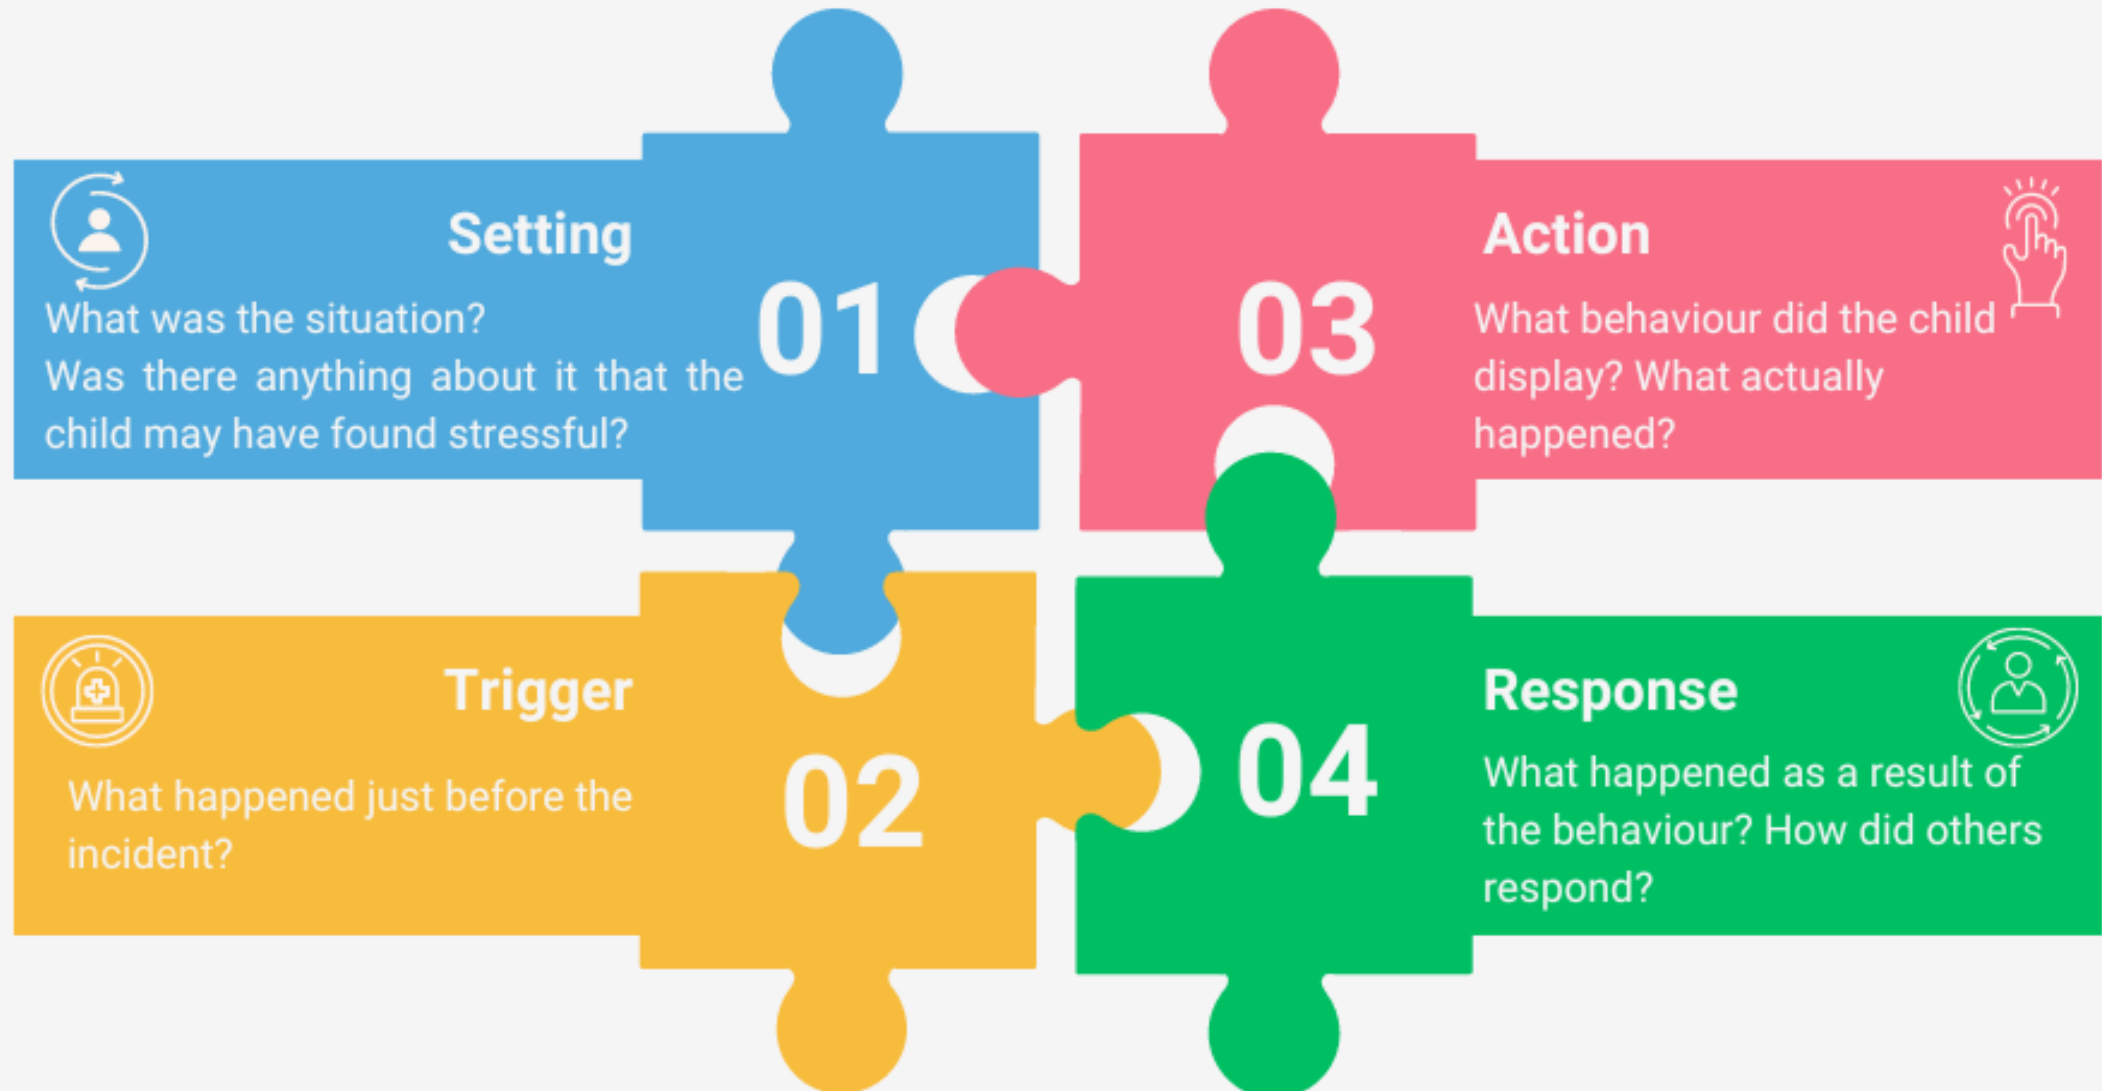 Setting
What was the situation?
Was there anything about it that the
child may have found stressful?
01
Trigger
What happened just before the
incident?
02
03
Action
What behaviour did the child
display? What actually
happened?
04
Response
What happened as a result of
the behaviour? How did others
respond?